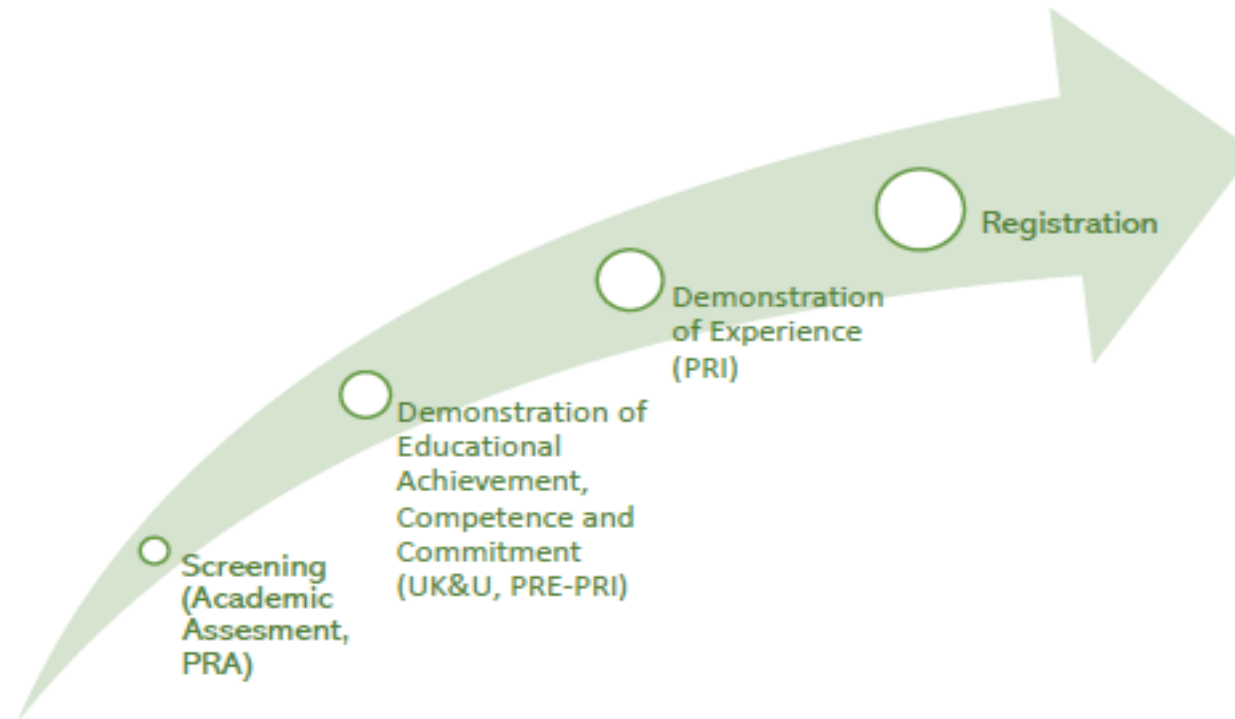 Registration
Demonstration
of Experience
(PRI)
Demonstration of
Educational
Achievement,
Competence and
Commitment
(UK&U, PRE-PRI)
Screening
(Academic
Assesment,
PRA)